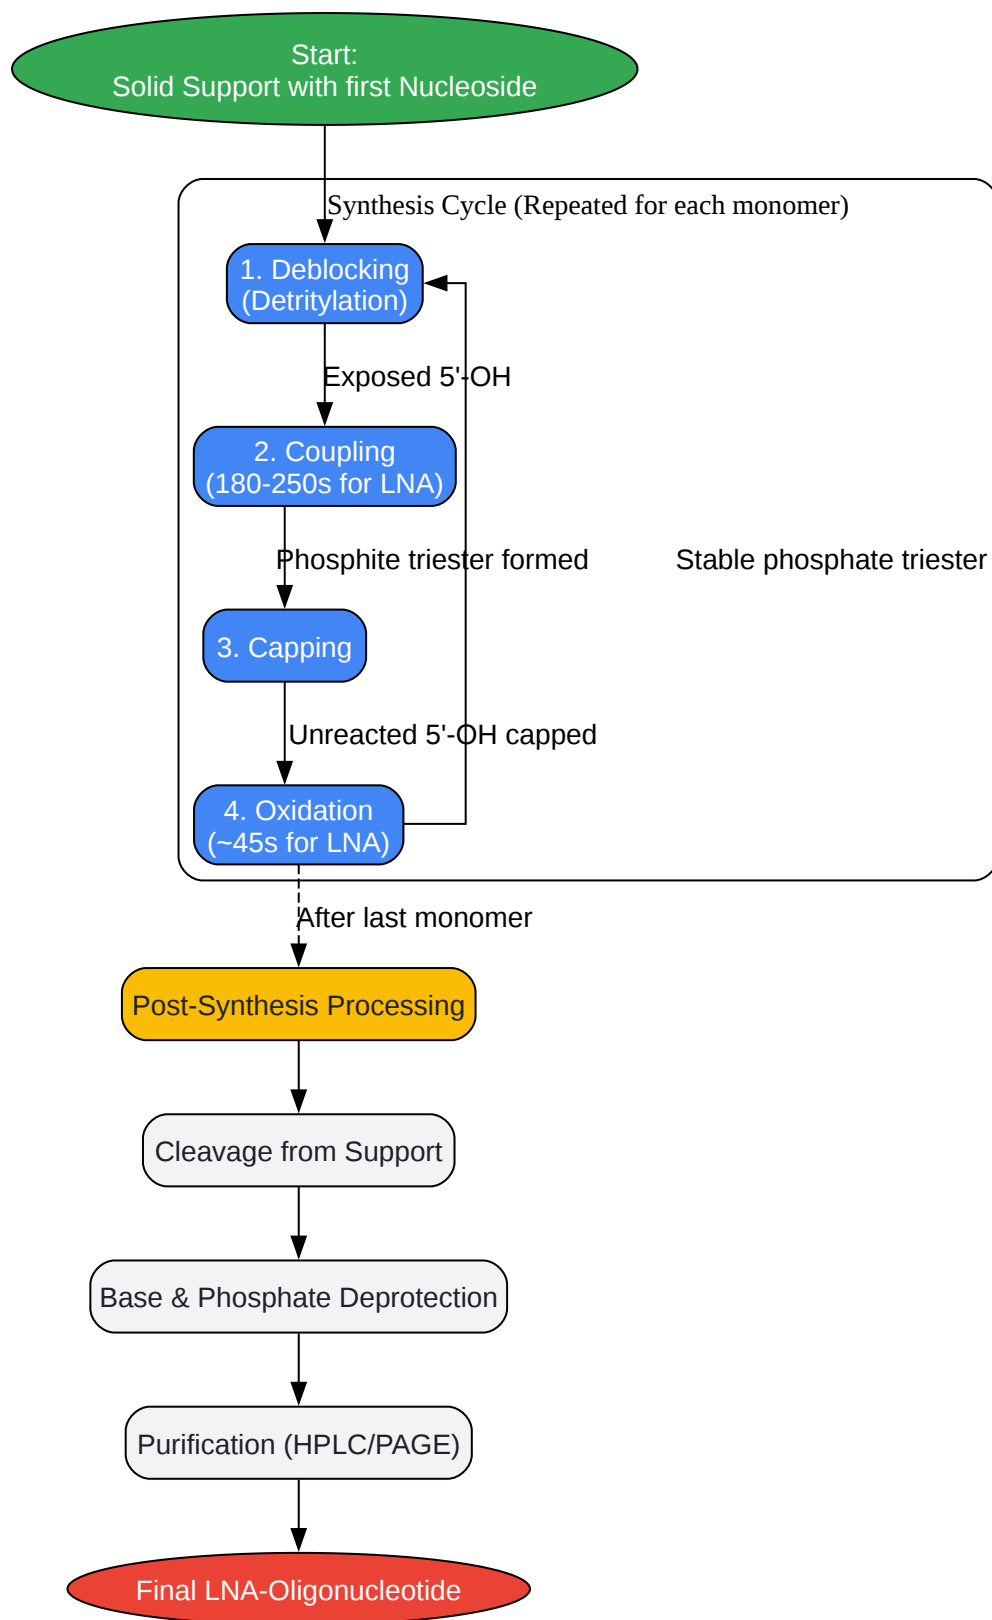 Start:
Solid Support with first Nucleoside
Synthesis Cycle (Repeated for each monomer)
1. Deblocking
(Detritylation)
Exposed 5'-OH
2. Coupling
(180-250s for LNA)
Phosphite triester formed
Stable phosphate triester
3. Capping
Unreacted 5'-OH capped
4. Oxidation
(~45s for LNA)
After last monomer
Post-Synthesis Processing
Cleavage from Support
Base & Phosphate Deprotection
Purification (HPLC/PAGE)
Final LNA-Oligonucleotide